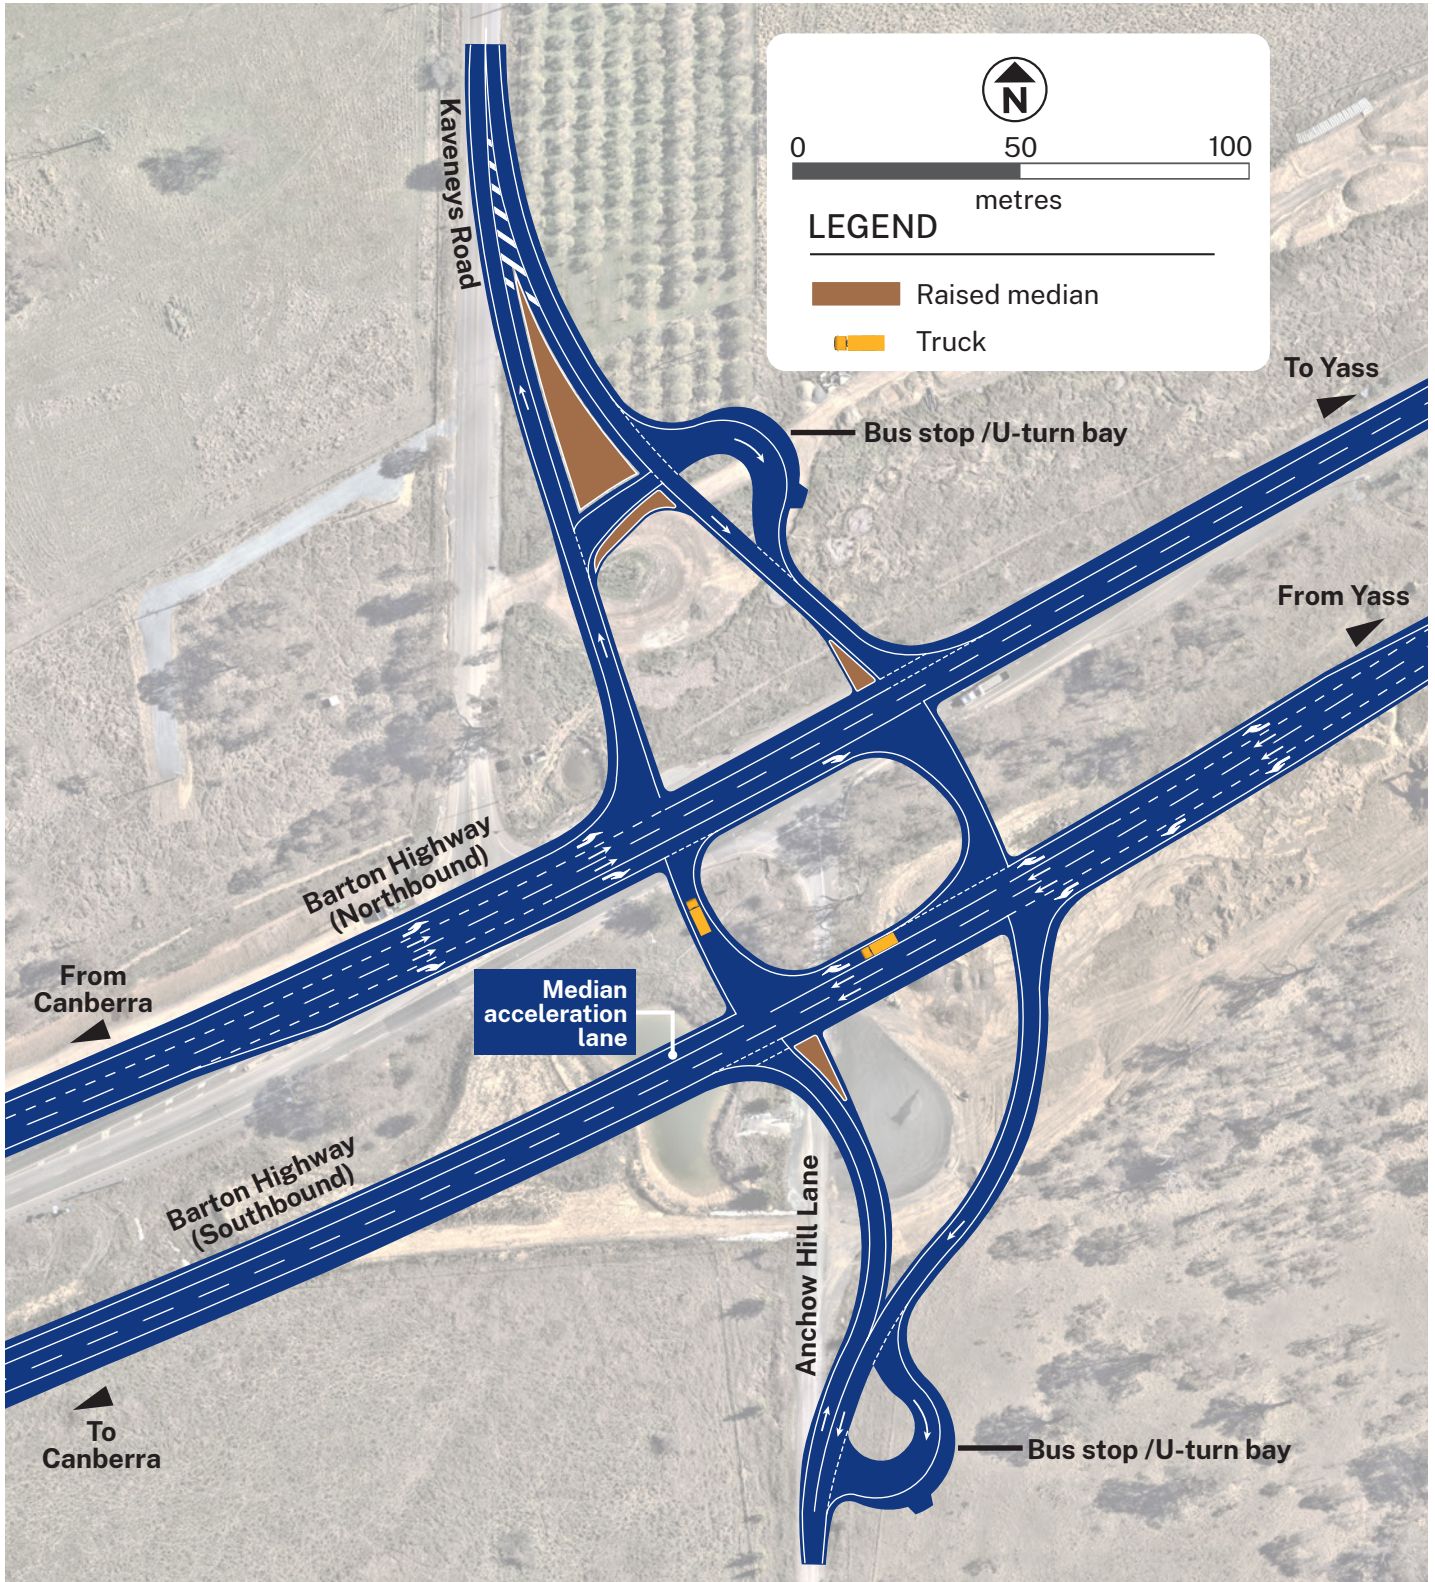 N
0 50 100
metres
LEGEND
Raised median
Truck
Kaveneys Road
To Yass
Bus stop /U-turn bay
From Yass
Barton Highway
(Northbound)
From
Canberra
Median
acceleration
lane
Barton Highway
(Southbound)
Anchow Hill Lane
To
Canberra
Bus stop /U-turn bay